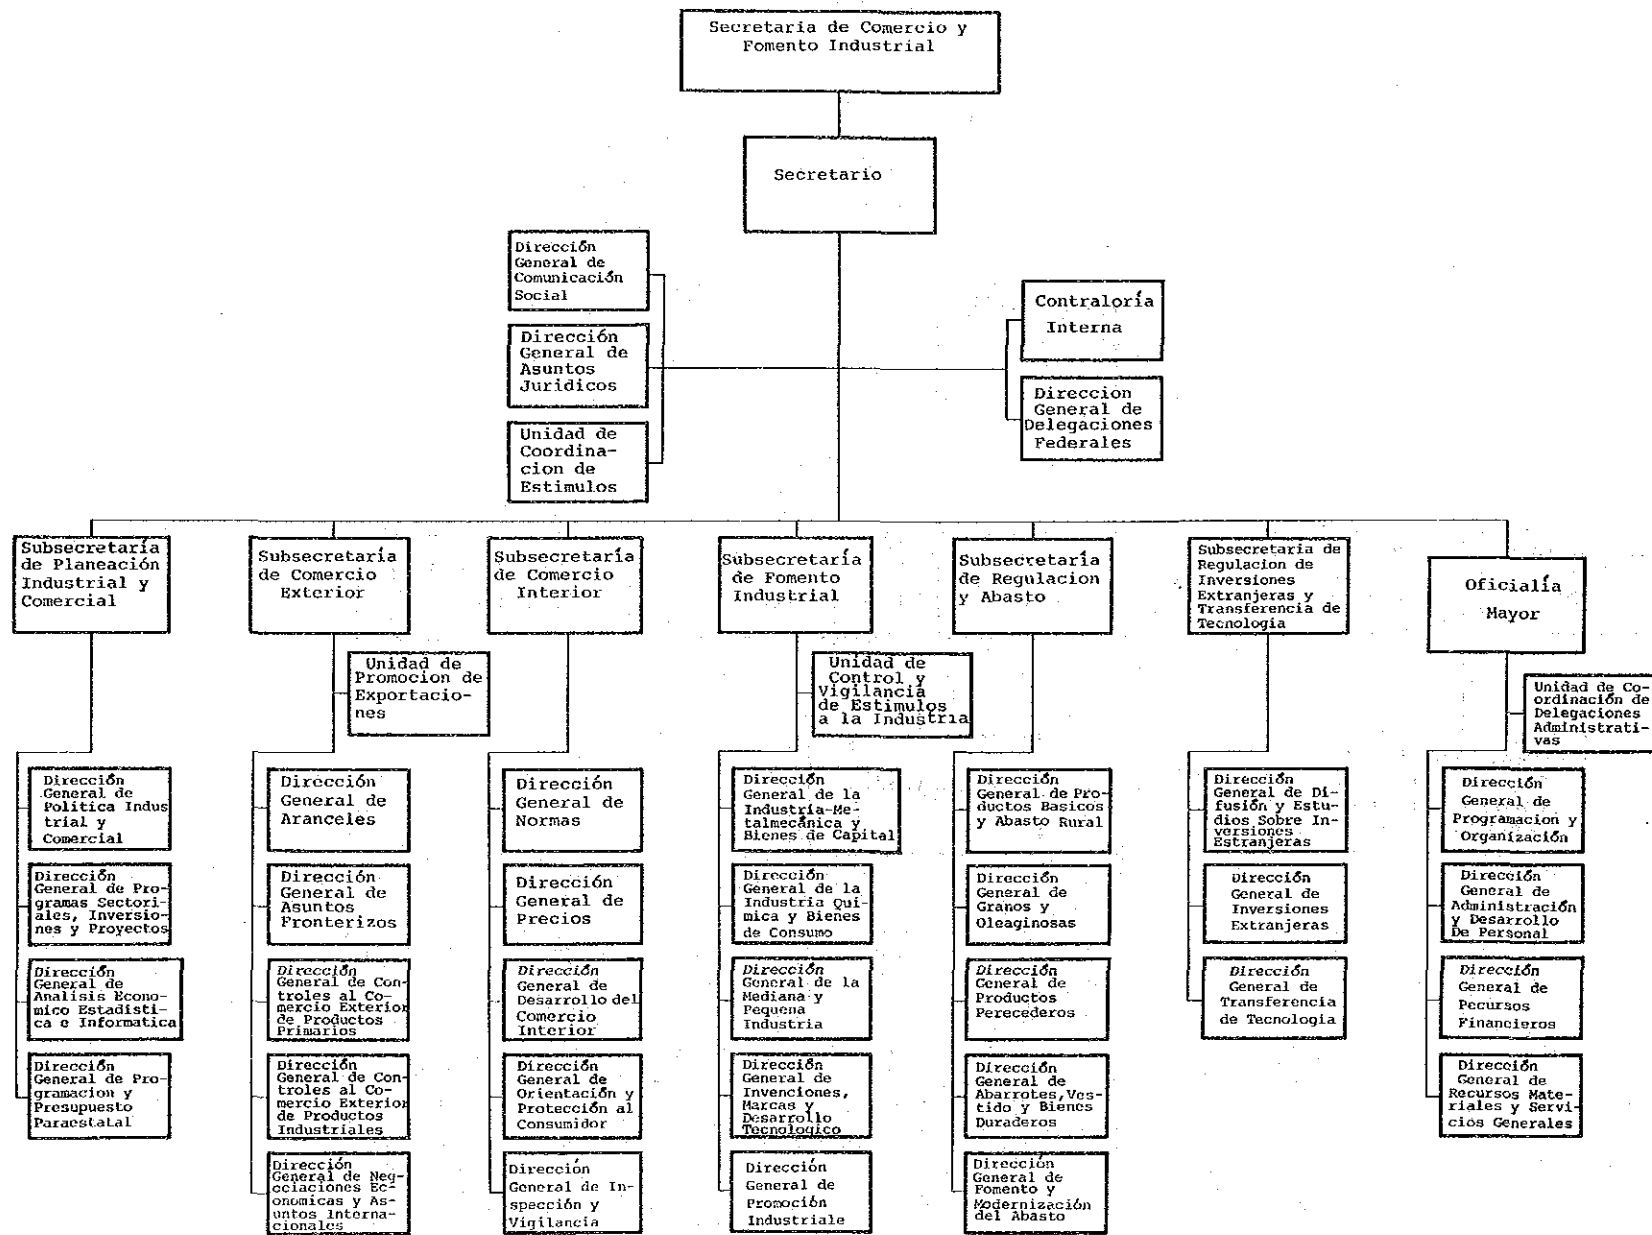 Secretaría de Comercio y
Fomento Industrial
Secretario
Dirección
General de
Comunicación
Social
Dirección
General de
Asuntos
Juridicos
Unidad de
Coordina-
cion de
Estimulos
Contraloría
Interna
Direccion
General de
Delegaciones
Federales
Subsecretaría
de Planeación
Industrial y
Comercial
Subsecretaría
de Comercio
Exterior
Subsecretaría
de Comercio
Interior
Subsecretaría
de Fomento
Industrial
Subsecretaría
de Regulacion
y Abasto
Subsecretaria de
Regulacion de
Inversiones
Extranjeras y
Transferencia de
Tecnologia
Oficialía
Mayor
Unidad de
Promocion de
Exportacio-
nes
Unidad de
Control y
Vigilancia
de Estimulos
a la Industria
Unidad de Co-
ordinación de
Delegaciones
Administrati-
vas
Dirección
General de
Politica Indus
trial y
Comercial
Dirección
General de Pro-
gramas Sectori-
ales, Inversio-
nes y Proyectos
Dirección
General de
Analisis Econo-
mico Estadisti-
ca e Informatica
Dirección
General de Pro-
gramacion y
Presupuesto
Paraestatal
Dirección
General de
Aranceles
Dirección
General de
Asuntos
Fronterizos
Dirección
General de Con-
troles al Co-
mercio Exterior
de Productos
Primarios
Dirección
General de Con-
troles al Co-
mercio Exterior
de Productos
Industriales
Dirección
General de Neg-
ociaciones Ec-
onomicas y As-
untos Interna-
cionales
Dirección
General de
Normas
Dirección
General de
Precios
Dirección
General de
Desarrollo del
Comercio
Interior
Dirección
General de
Orientación y
Protección al
Consumidor
Dirección
General de In-
spección y
Vigilancia
Dirección
General de la
Industria-Me-
talmecánica y
Bienes de Capital
Dirección
General de la
Industria Quí-
mica y Bienes
de Consumo
Dirección
General de la
Mediana y
Pequena
Industria
Dirección
General de
Invenciones,
Marcas y
Desarrollo
Tecnologico
Dirección
General de
Promoción
Industriale
Dirección
General de Pro-
ductos Basicos
y Abasto Rural
Dirección
General de
Granos y
Oleaginosas
Dirección
General de
Productos
Perecederos
Dirección
General de
Abarrotes,Ves-
tido y Bienes
Duraderos
Dirección
General de
Fomento y
Modernización
del Abasto
Dirección
General de Di-
fusión y Estu-
dios Sobre In-
versiones
Estranjeras
Dirección
General de
Inversiones
Extranjeras
Dirección
General de
Transferencia
de Tecnologia
Dirección
General de
Programacion y
Organización
Dirección
General de
Administración
y Desarrollo
De Personal
Dirección
General de
Recursos
Financieros
Dirección
General de
Recursos Mate-
riales y Servi-
cios Generales